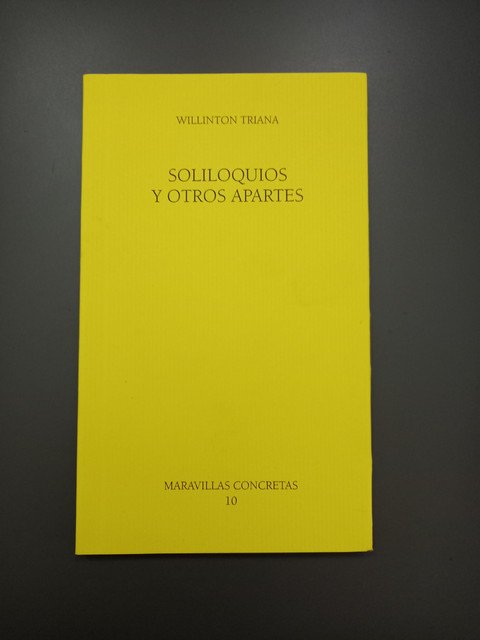 WILLINTON TRIANA
SOLILOQUIOS
Y OTROS APARTES
MARAVILLAS CONCRETAS
10